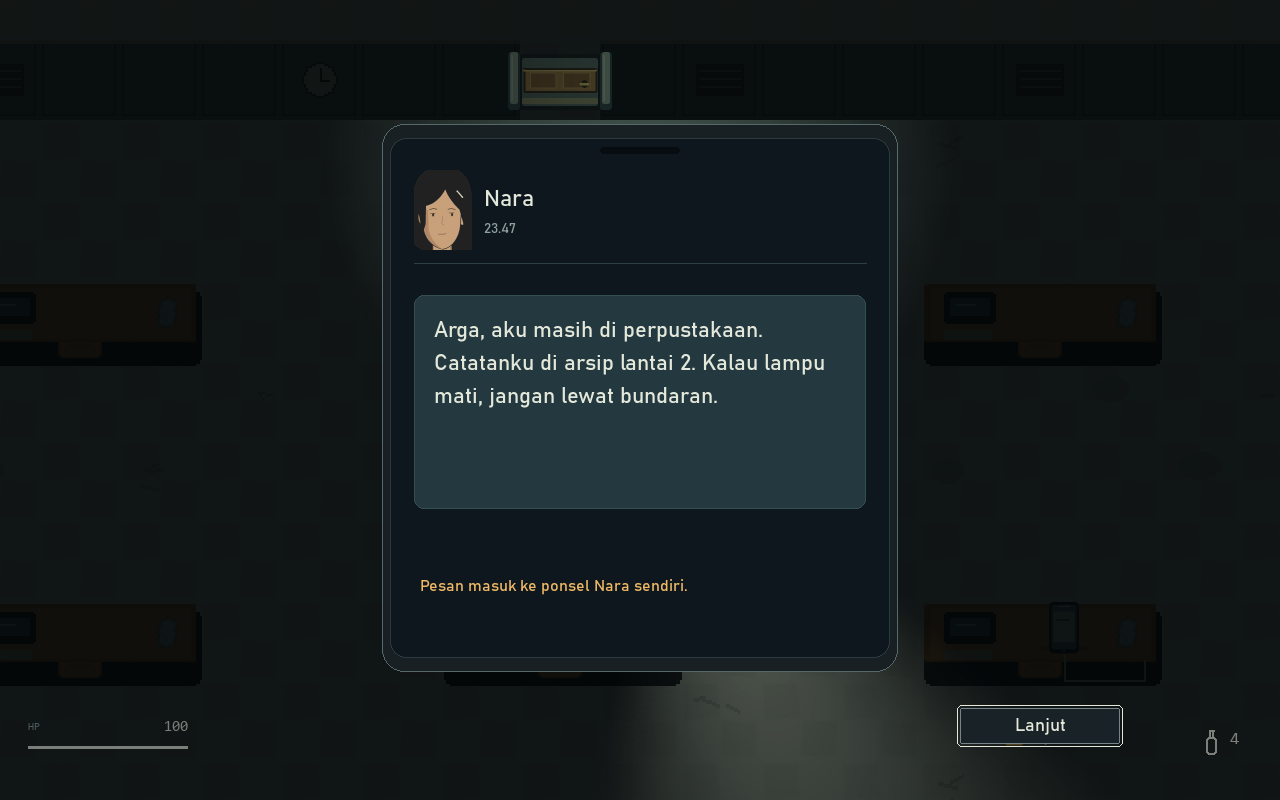 Nara
23.47
Arga, aku masih di perpustakaan.
Catatanku di arsip lantai 2. Kalau lampu
mati, jangan lewat bundaran.
Pesan masuk ke ponsel Nara sendiri.
HP 100
Lanjut
4